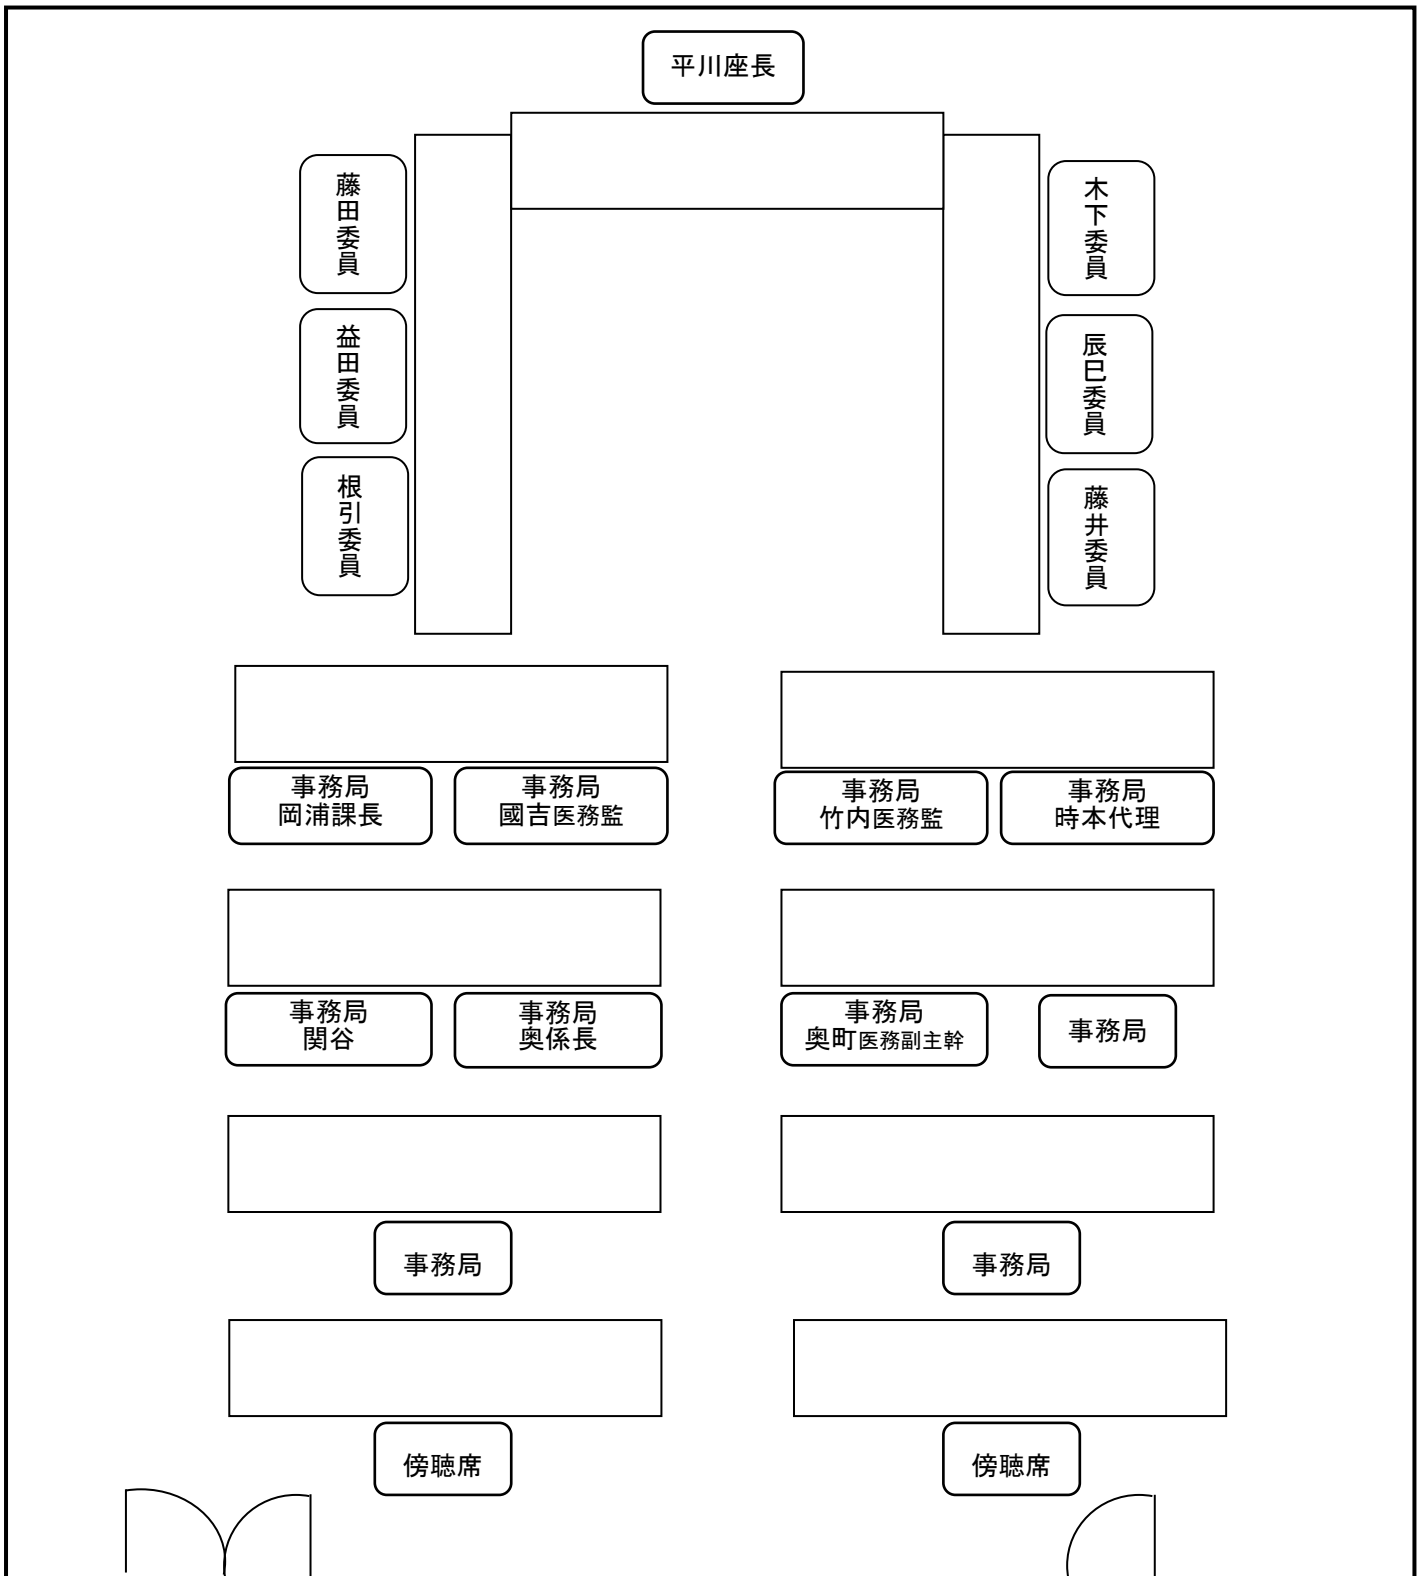 平川座長
藤田委員
木下委員
益田委員
辰巳委員
根引委員
藤井委員
事務局
岡浦課長
事務局
國吉医務監
事務局
竹内医務監
事務局
時本代理
事務局
関谷
事務局
奥係長
事務局
奥町医務副主幹
事務局
事務局
事務局
傍聴席
傍聴席